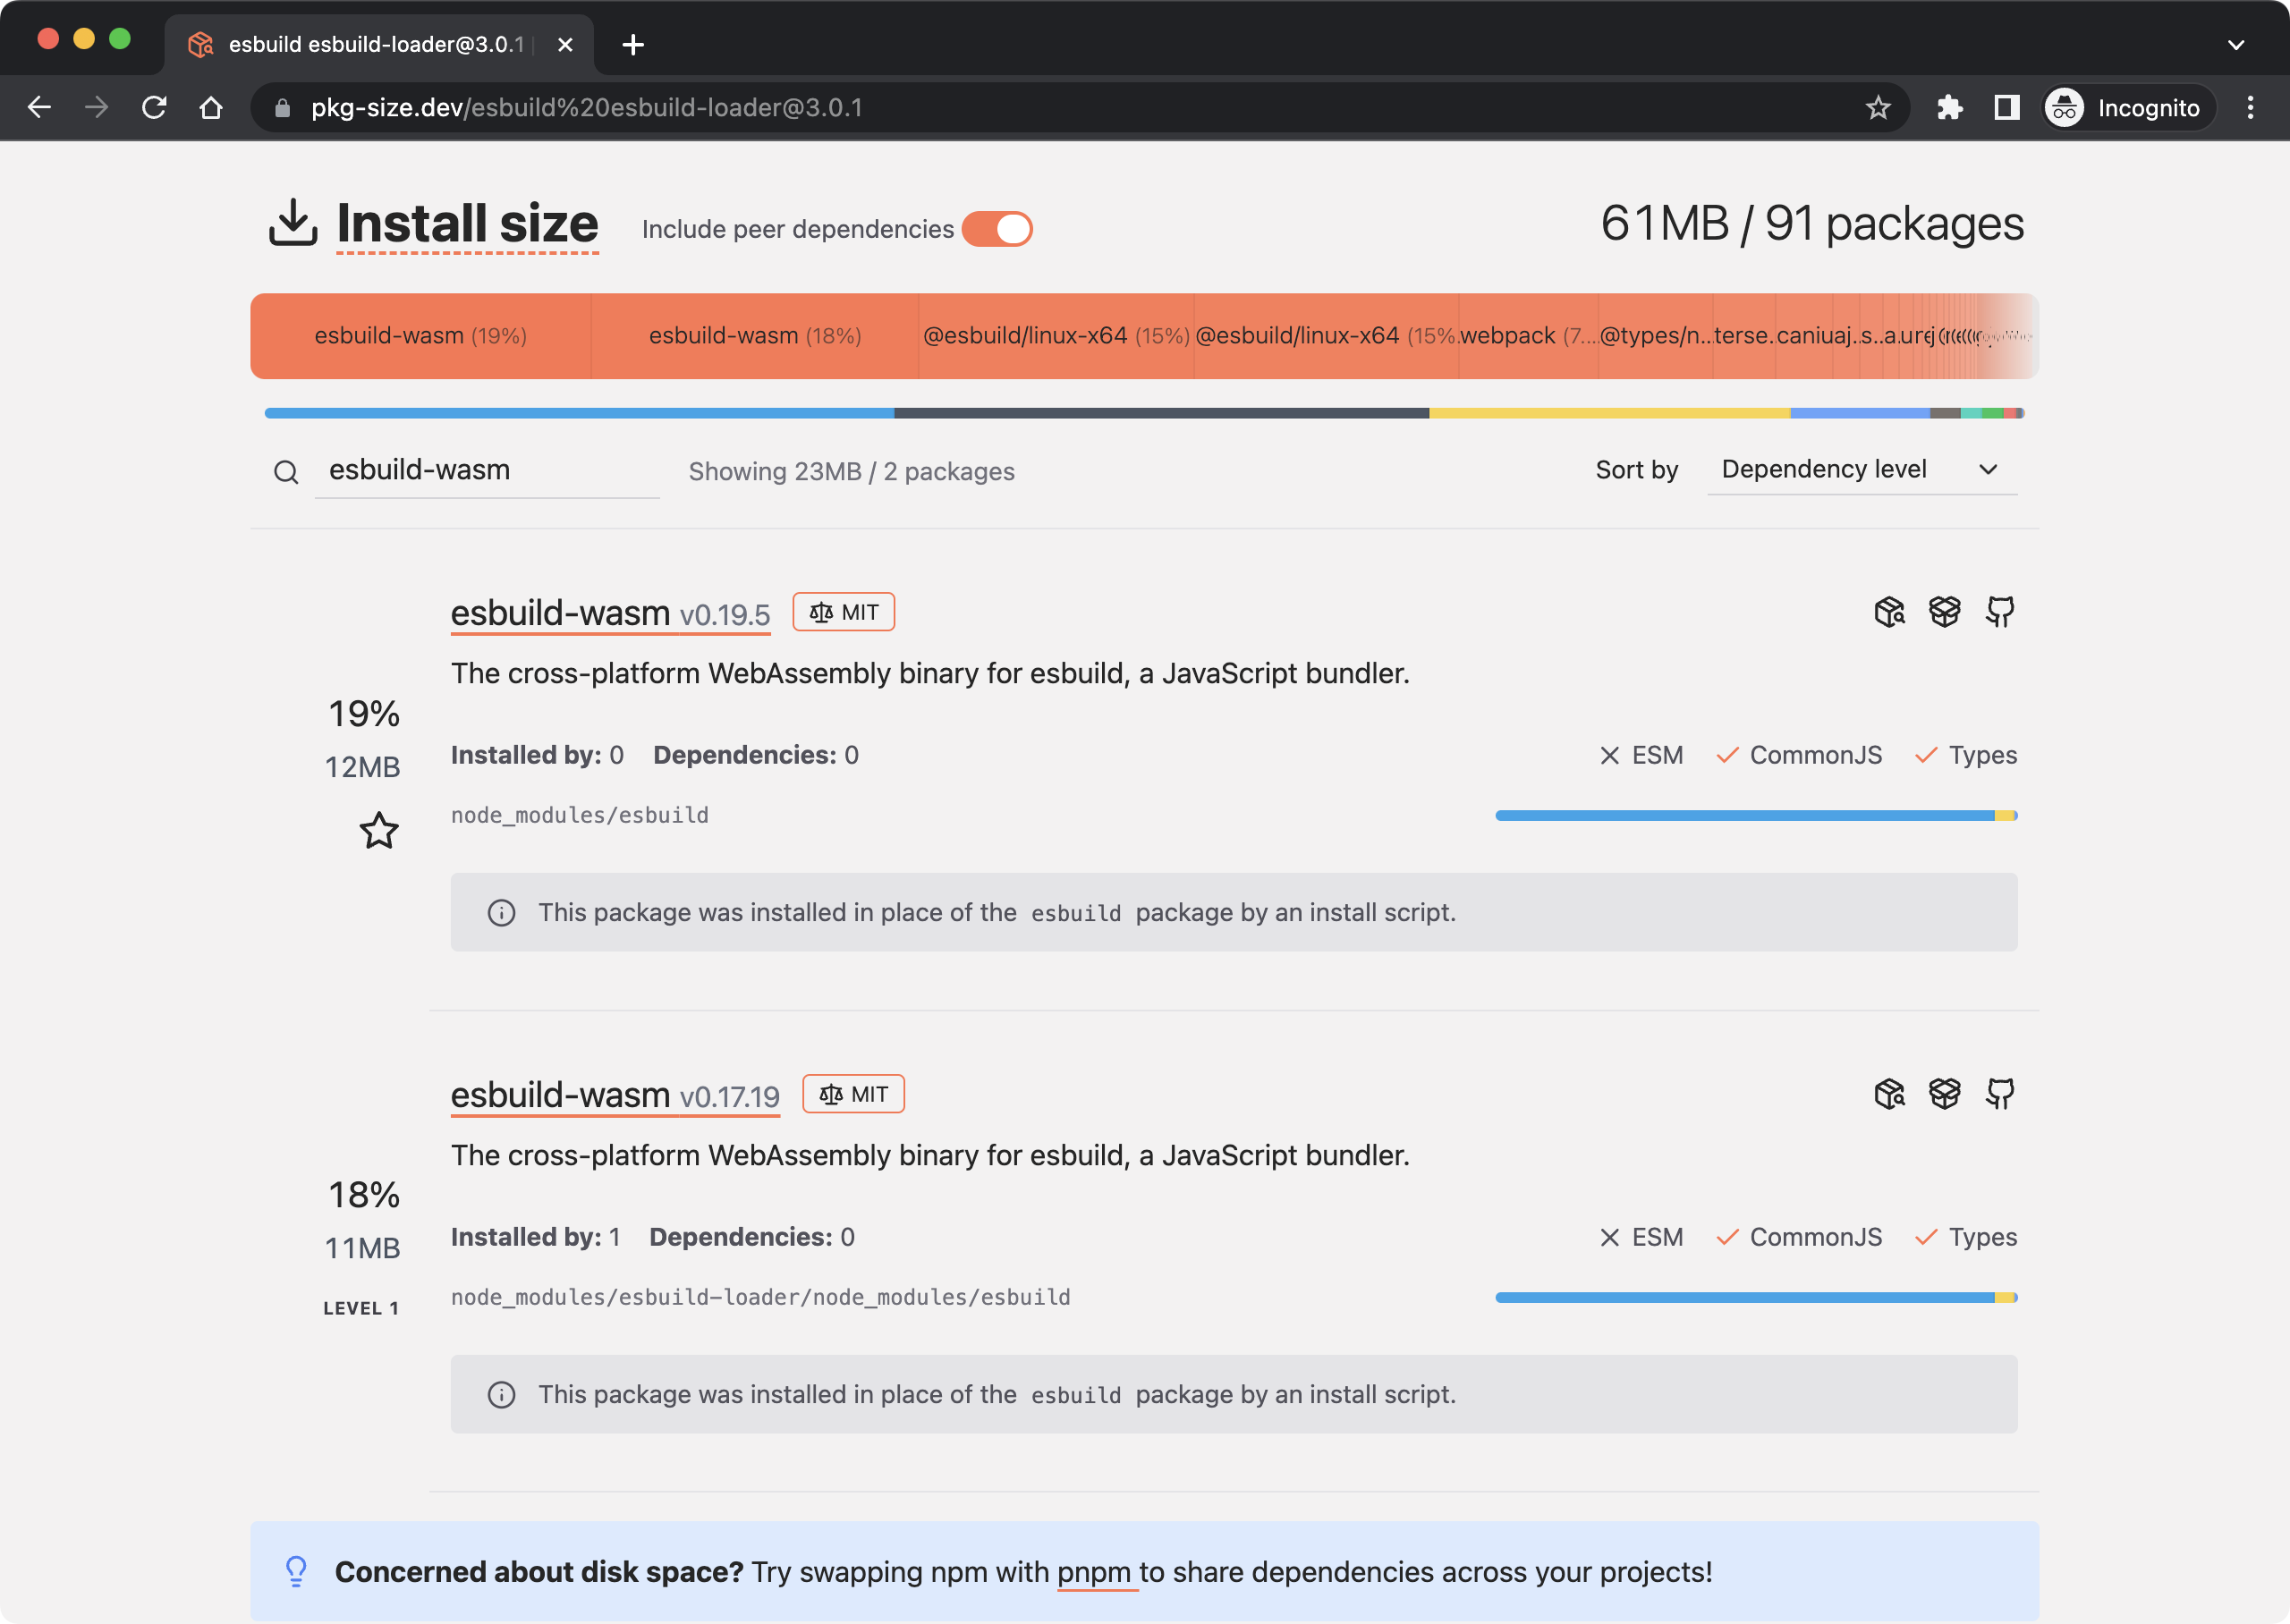 esbuild esbuild-loader@3.0.1
pkg-size.dev/esbuild%20esbuild-loader@3.0.1
Incognito
Install size
Include peer dependencies
61MB / 91 packages
esbuild-wasm (19%)
esbuild-wasm (18%)
@esbuild/linux-x64 (15%)
@esbuild/linux-x64 (15%
webpack (7....
@types/n...
terse.
esbuild-wasm
Showing 23MB / 2 packages
Sort by
Dependency level
esbuild-wasm v0.19.5
MIT
The cross-platform WebAssembly binary for esbuild, a JavaScript bundler.
19%
12MB
Installed by: 0 Dependencies: 0
ESM CommonJS Types
node_modules/esbuild
This package was installed in place of the esbuild package by an install script.
esbuild-wasm v0.17.19
MIT
The cross-platform WebAssembly binary for esbuild, a JavaScript bundler.
18%
11MB
LEVEL 1
Installed by: 1 Dependencies: 0
ESM CommonJS Types
node_modules/esbuild-loader/node_modules/esbuild
This package was installed in place of the esbuild package by an install script.
Concerned about disk space? Try swapping npm with pnpm to share dependencies across your projects!